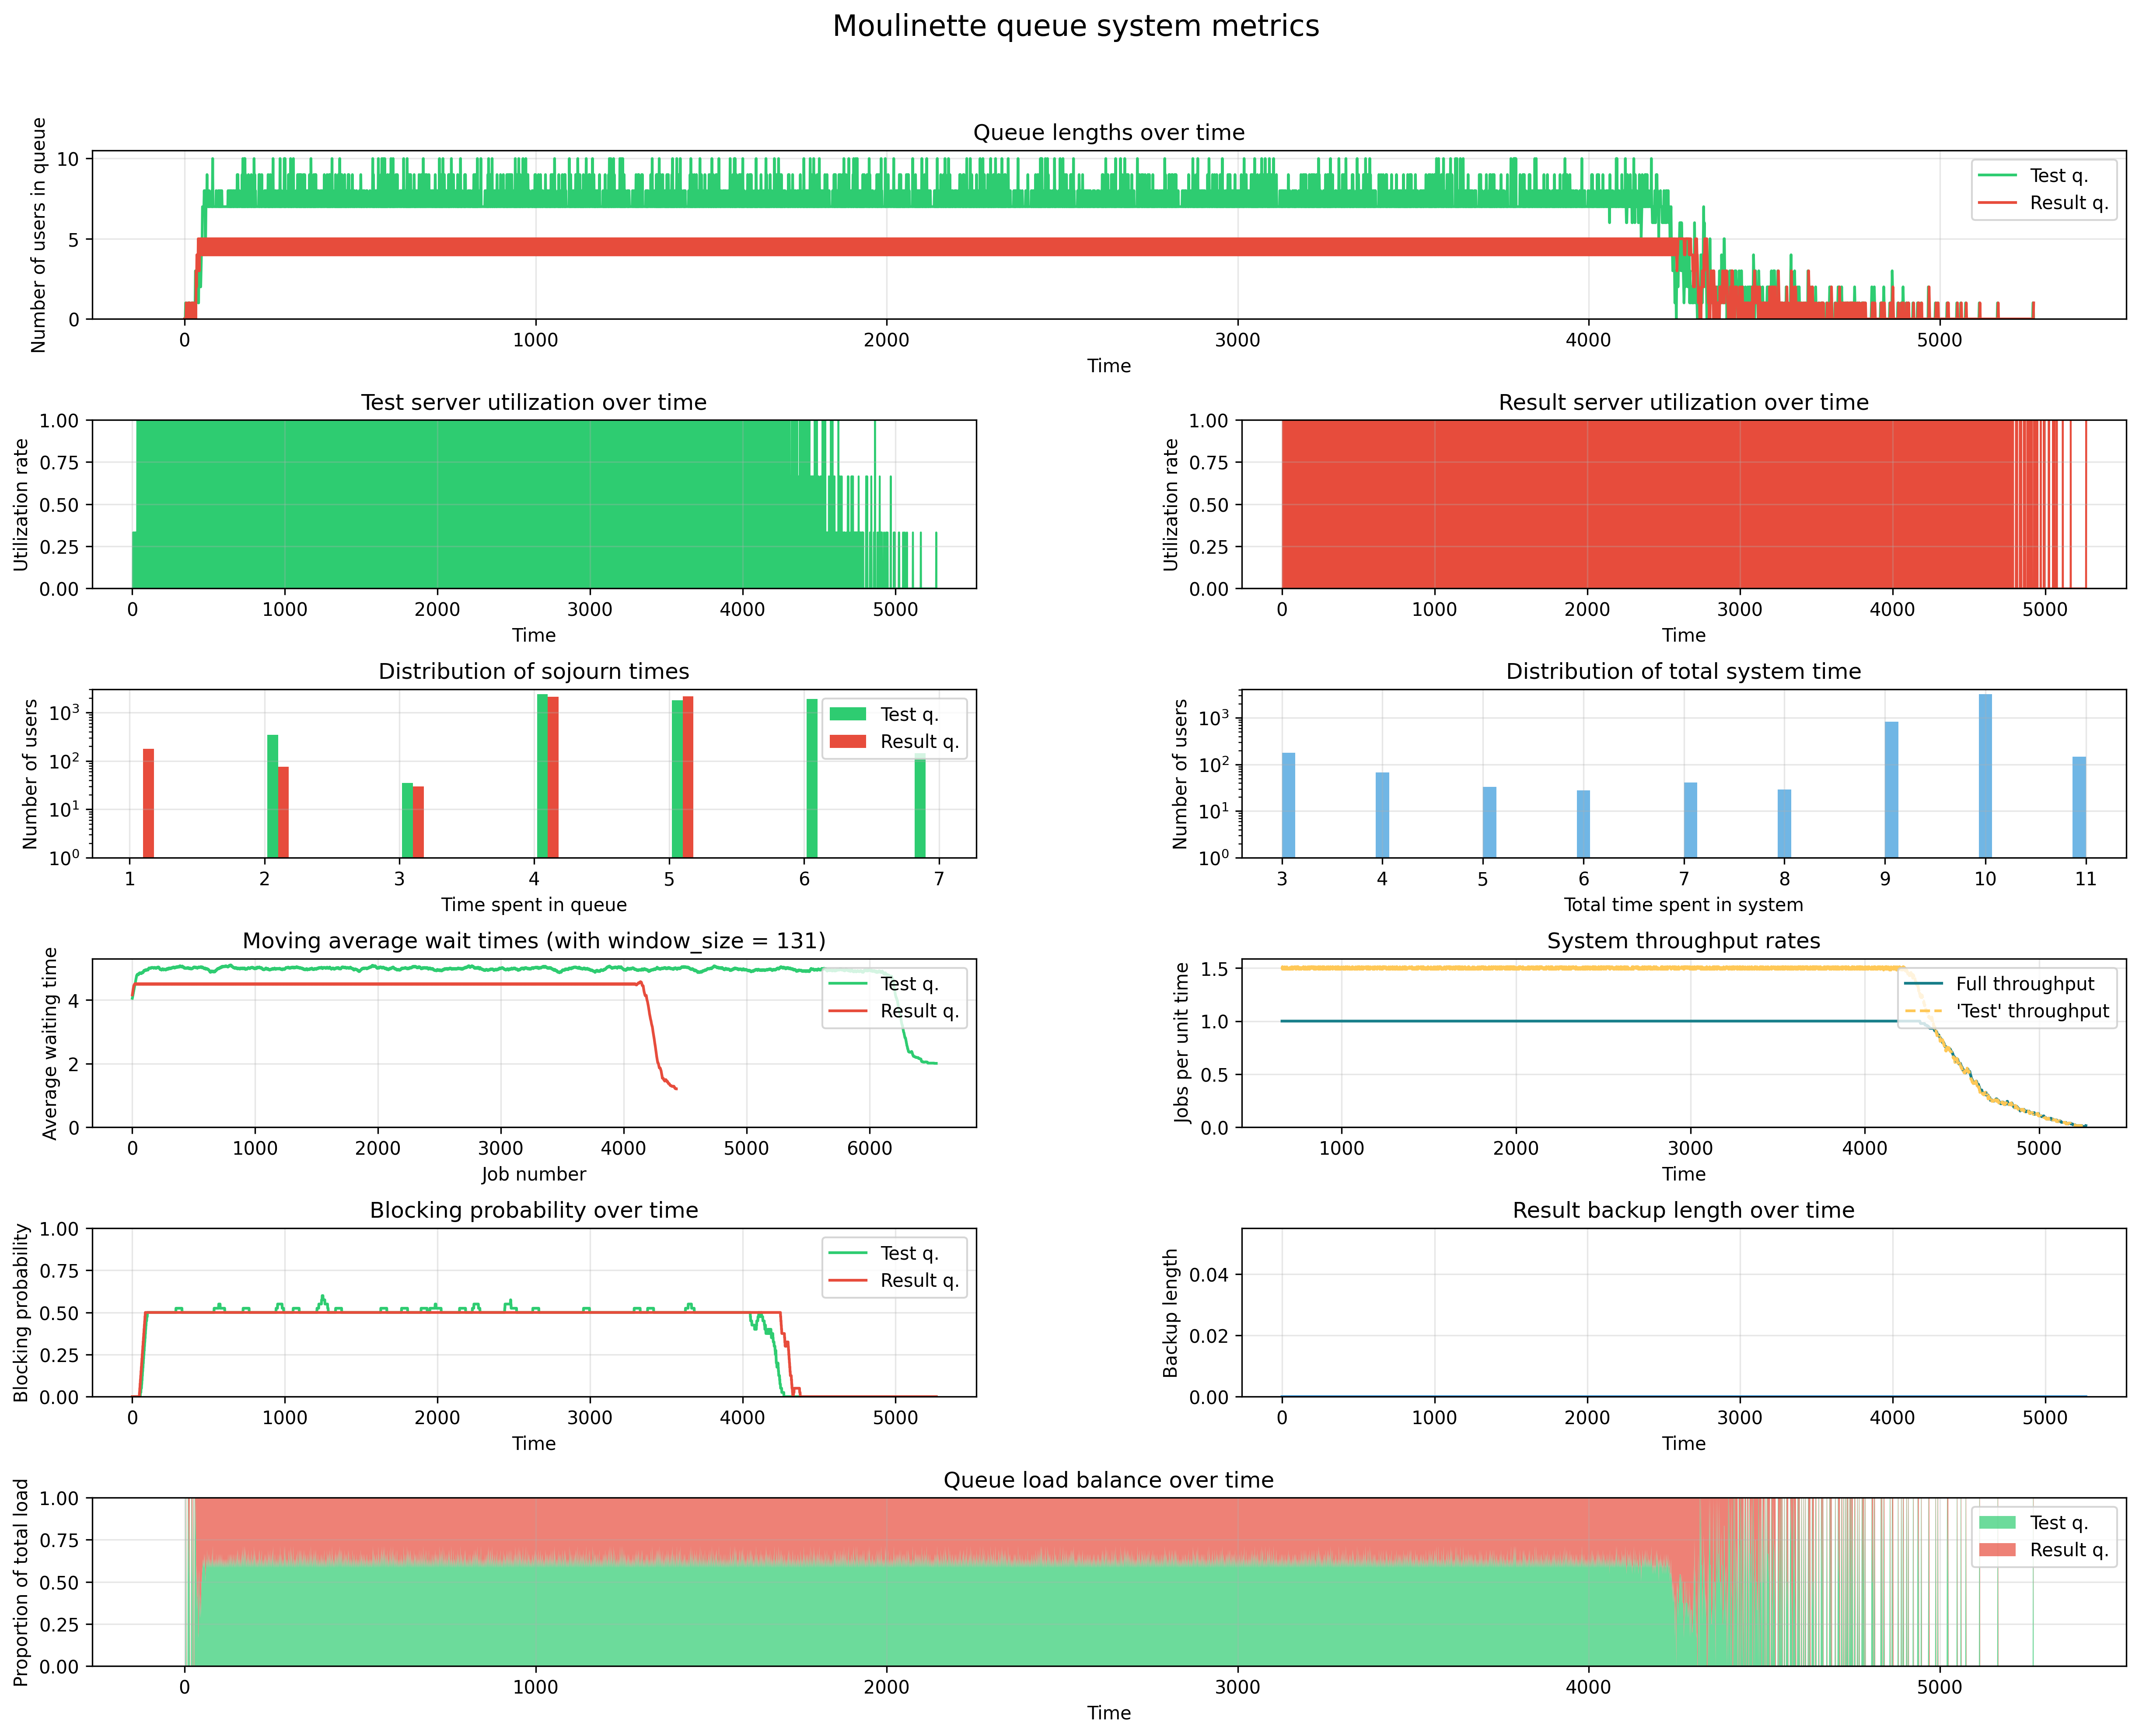 Moulinette queue system metrics
Queue lengths over time
Number of users in queue
10
5
0
Test q.
Result q.
0 1000 2000 3000 4000 5000
Time
Test server utilization over time
Utilization rate
1.00
0.75
0.50
0.25
0.00
0 1000 2000 3000 4000 5000
Time
Result server utilization over time
Utilization rate
1.00
0.75
0.50
0.25
0.00
0 1000 2000 3000 4000 5000
Time
Distribution of sojourn times
Number of users
10³
10²
10¹
10⁰
Test q.
Result q.
1 2 3 4 5 6 7
Time spent in queue
Distribution of total system time
Number of users
10³
10²
10¹
10⁰
3 4 5 6 7 8 9 10 11
Total time spent in system
Moving average wait times (with window_size = 131)
Average waiting time
4
2
0
Test q.
Result q.
0 1000 2000 3000 4000 5000 6000
Job number
System throughput rates
Jobs per unit time
1.5
1.0
0.5
0.0
Full throughput
'Test' throughput
1000 2000 3000 4000 5000
Time
Blocking probability over time
Blocking probability
1.00
0.75
0.50
0.25
0.00
Test q.
Result q.
0 1000 2000 3000 4000 5000
Time
Result backup length over time
Backup length
0.04
0.02
0.00
0 1000 2000 3000 4000 5000
Time
Queue load balance over time
Proportion of total load
1.00
0.75
0.50
0.25
0.00
Test q.
Result q.
0 1000 2000 3000 4000 5000
Time